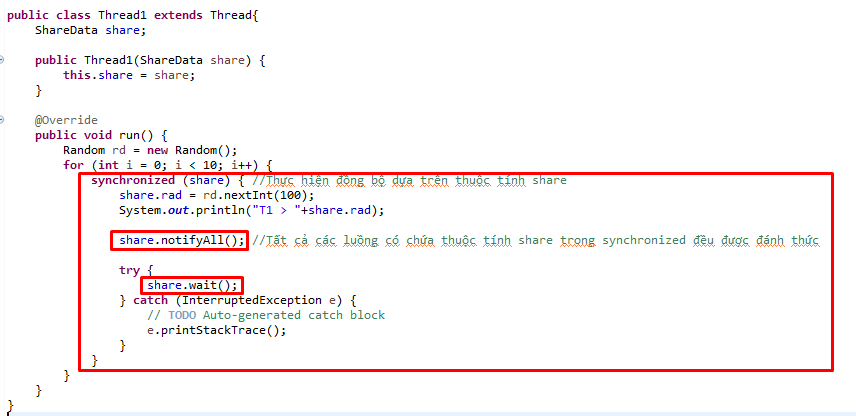 public class Thread1 extends Thread{
ShareData share;
public Thread1(ShareData share) {
this.share = share;
}
@Override
public void run() {
Random rd = new Random();
for (int i = 0; i < 10; i++) {
synchronized (share) { //Thực hiện đồng bộ dựa trên thuộc tính share
share.rad = rd.nextInt(100);
System.out.println("T1 > "+share.rad);
share.notifyAll(); //Tất cả các luồng có chứa thuộc tính share trong synchronized đều được đánh thức
try {
share.wait();
} catch (InterruptedException e) {
// TODO Auto-generated catch block
e.printStackTrace();
}
}
}
}
}